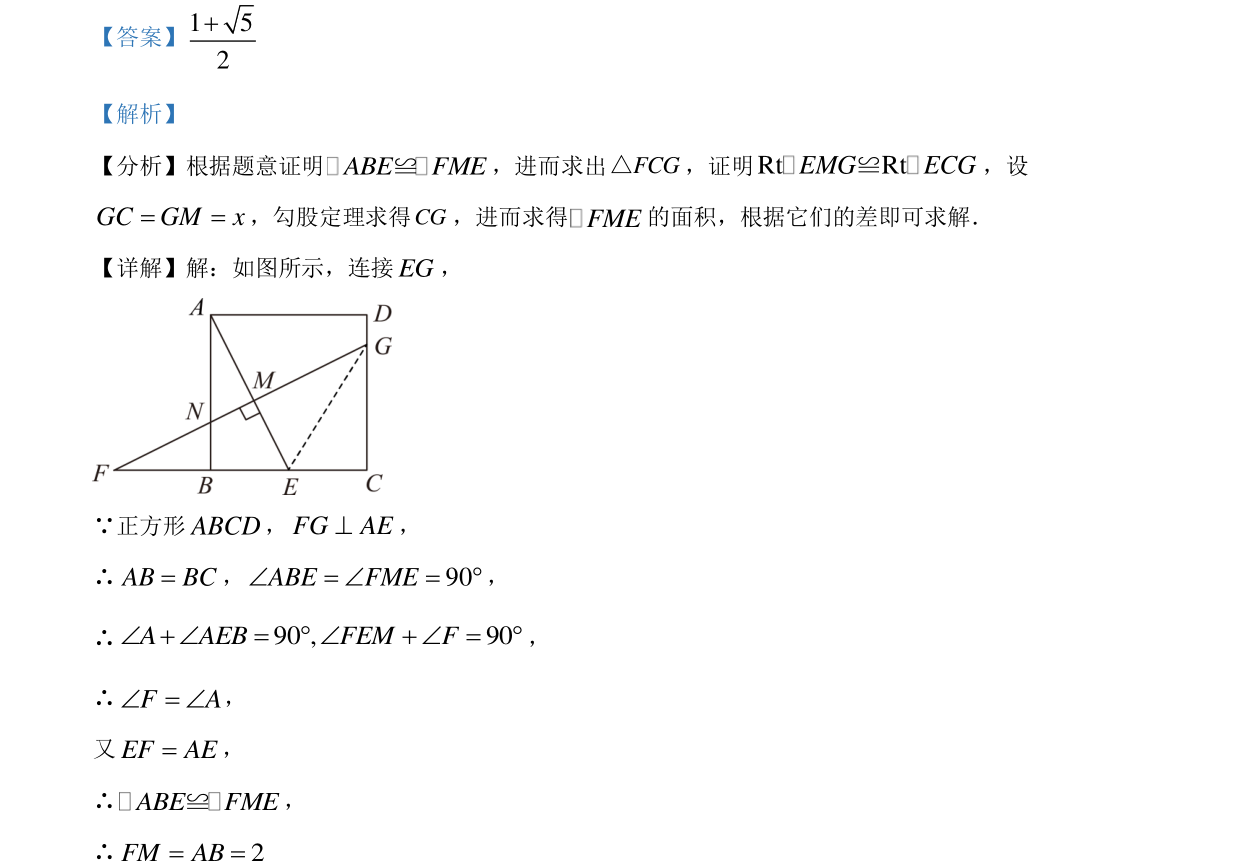 【答案】(1+√5)/2
【解析】
【分析】根据题意证明□ABE≌□FME，进而求出△FCG，证明Rt□EMG≌Rt□ECG，设
GC=GM=x，勾股定理求得CG，进而求得□FME的面积，根据它们的差即可求解．
【详解】解：如图所示，连接EG，
A
D
G
M
N
F
B
E
C
∵正方形ABCD，FG⊥AE，
∴AB=BC，∠ABE=∠FME=90°，
∴∠A+∠AEB=90°,∠FEM+∠F=90°，
∴∠F=∠A，
又EF=AE，
∴□ABE≌□FME，
∴FM=AB=2